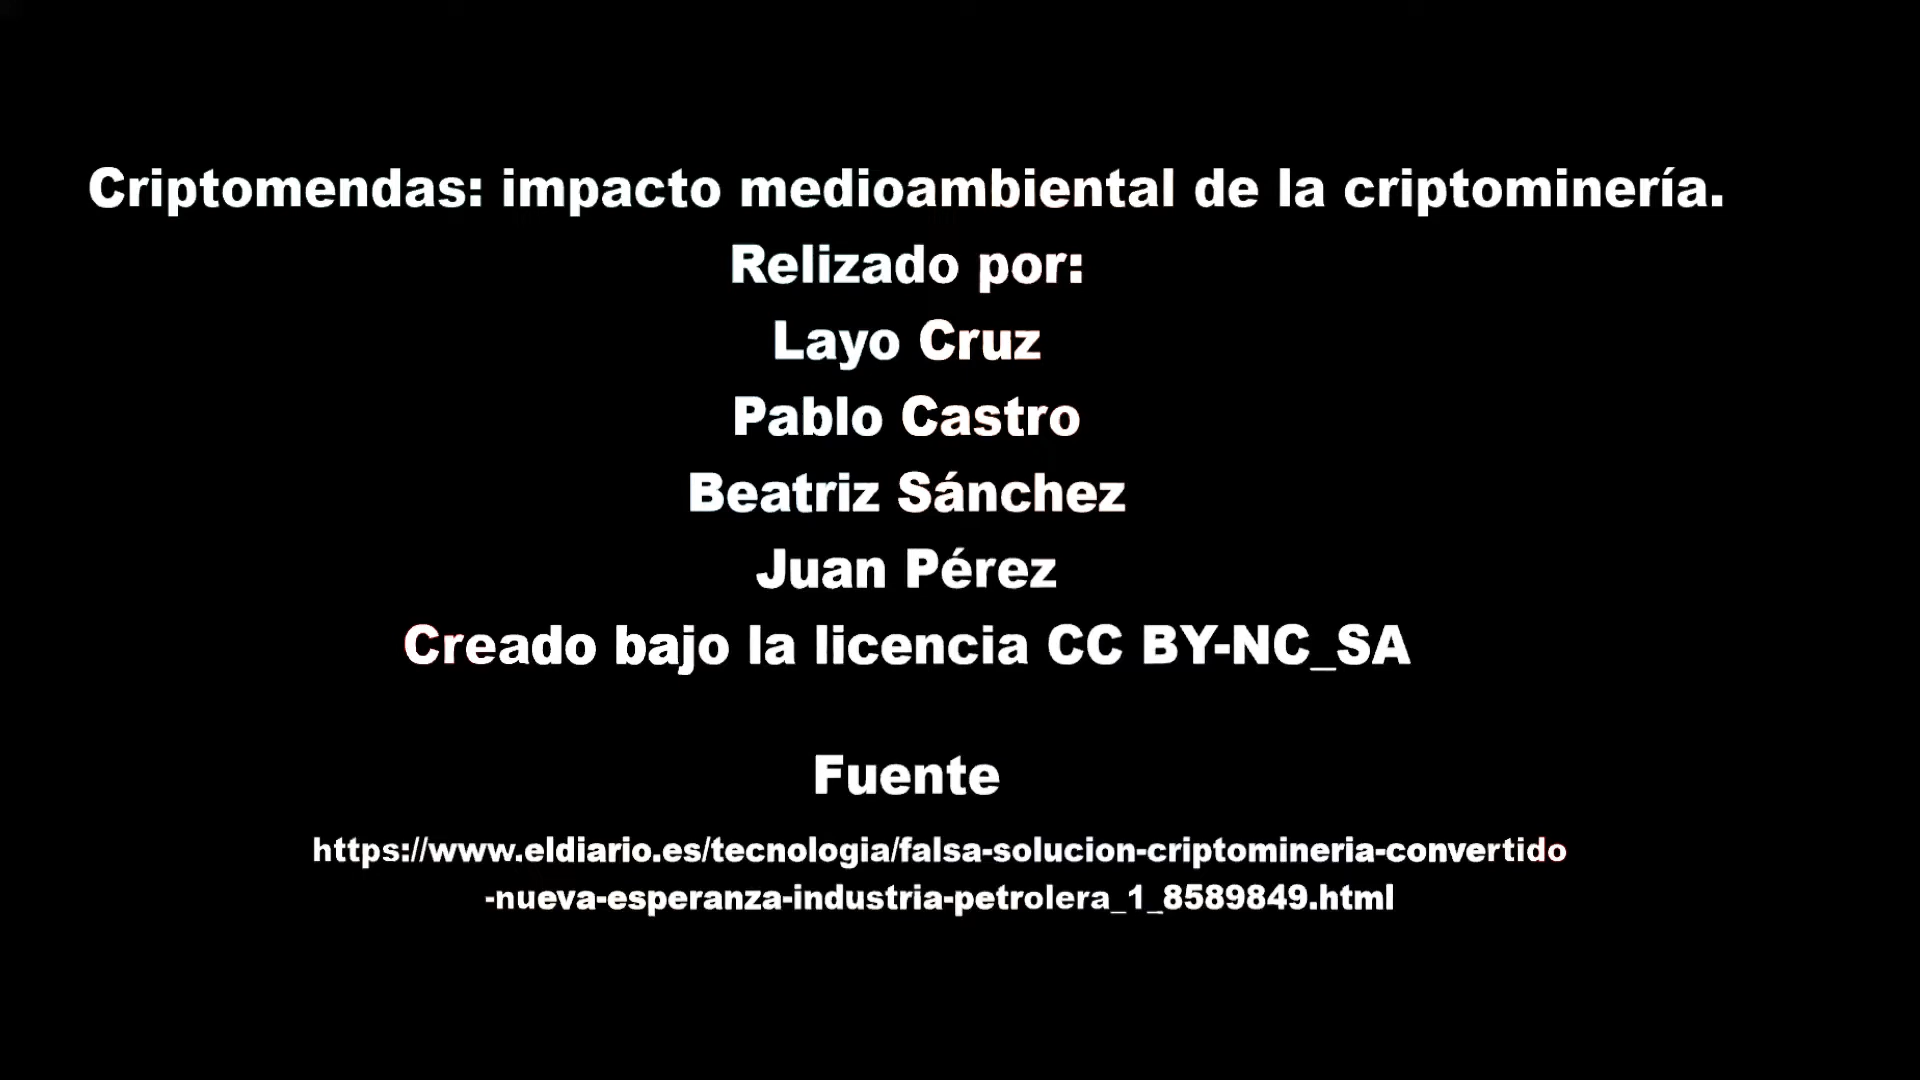 Criptomendas: impacto medioambiental de la criptominería.
Relizado por:
Layo Cruz
Pablo Castro
Beatriz Sánchez
Juan Pérez
Creado bajo la licencia CC BY-NC_SA
Fuente
https://www.eldiario.es/tecnologia/falsa-solucion-criptomineria-convertido
-nueva-esperanza-industria-petrolera_1_8589849.html